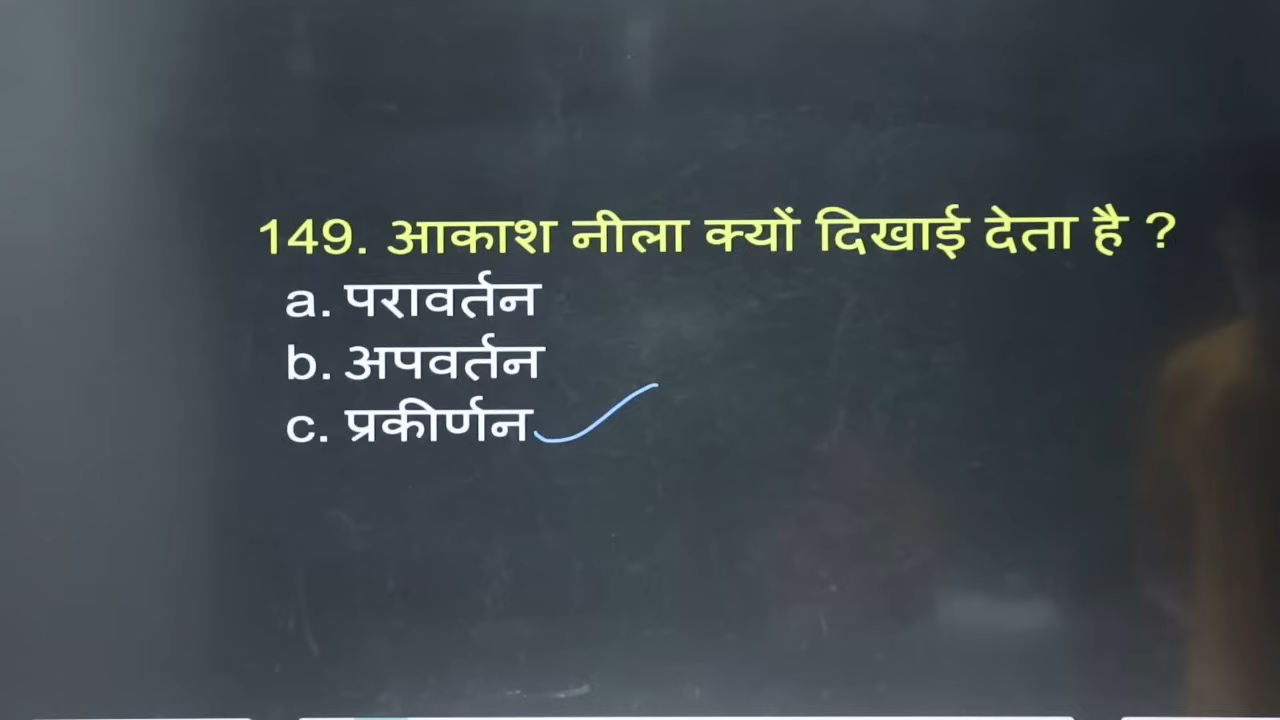 149. आकाश नीला क्यों दिखाई देता है ?
a. परावर्तन
b. अपवर्तन
c. प्रकीर्णन